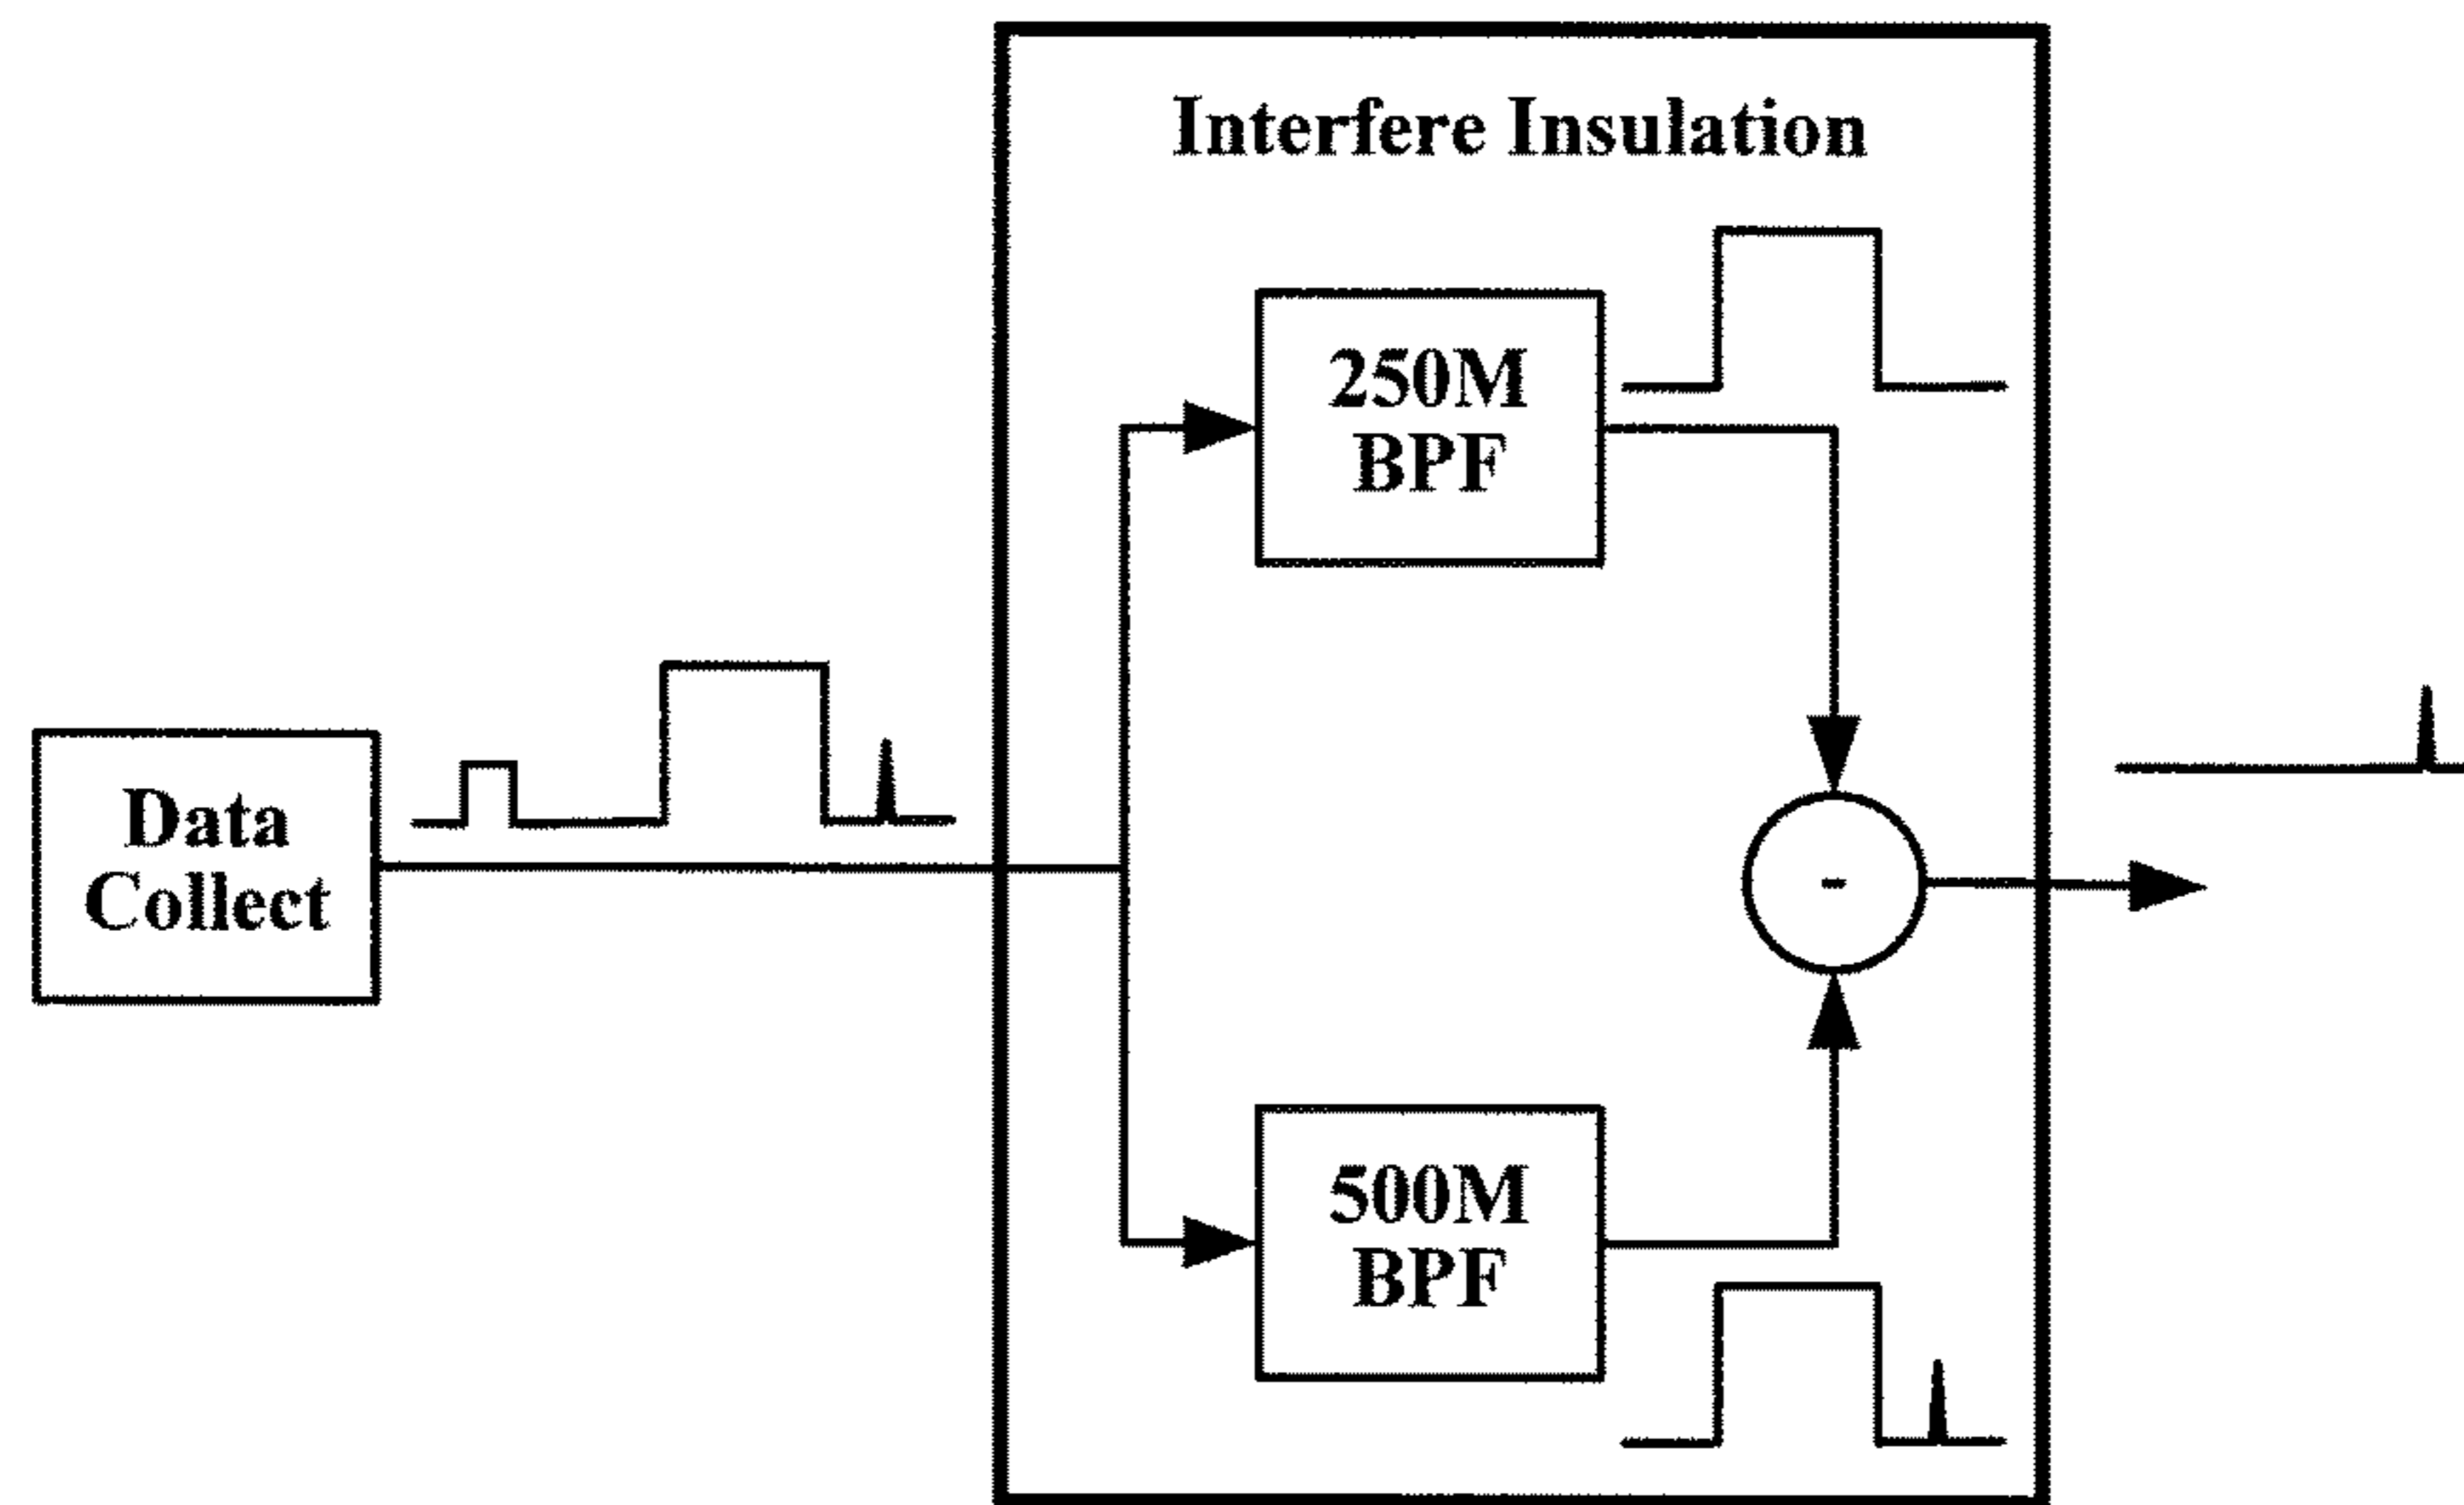 Interfere Insulation
250M
BPF
Data
Collect
-
500M
BPF